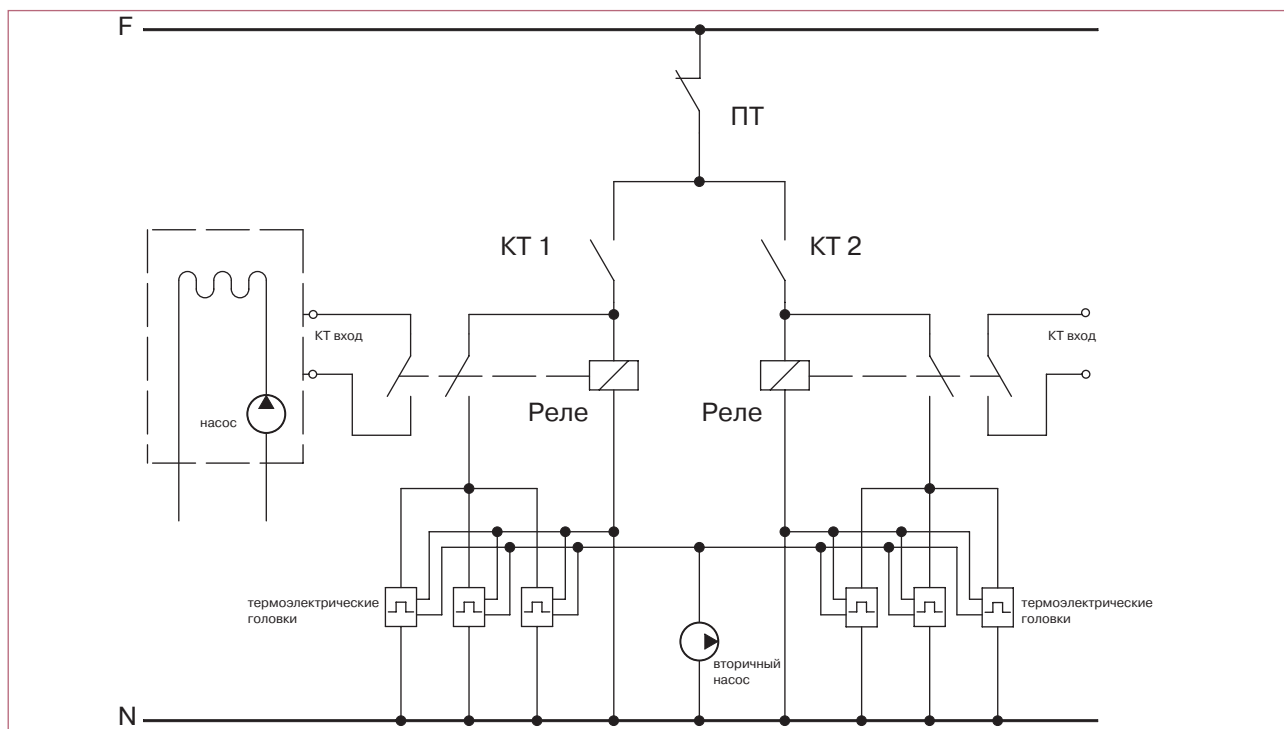 F
ПТ
КТ 1
КТ 2
КТ вход
КТ вход
насос
Реле
Реле
термоэлектрические
головки
термоэлектрические
головки
вторичный
насос
N